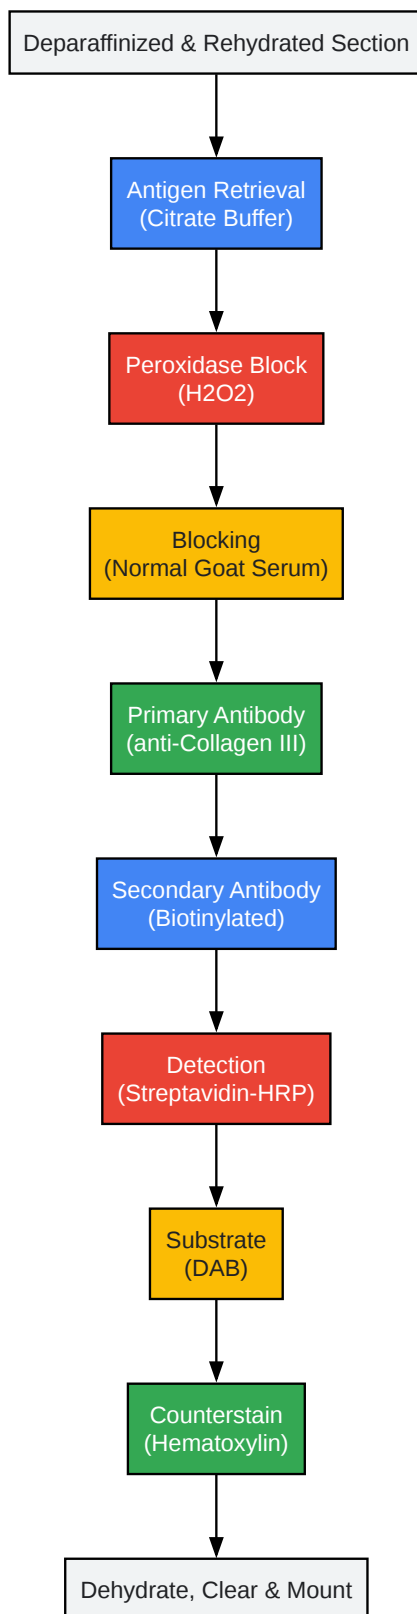 Deparaffinized & Rehydrated Section
Antigen Retrieval
(Citrate Buffer)
Peroxidase Block
(H2O2)
Blocking
(Normal Goat Serum)
Primary Antibody
(anti-Collagen III)
Secondary Antibody
(Biotinylated)
Detection
(Streptavidin-HRP)
Substrate
(DAB)
Counterstain
(Hematoxylin)
Dehydrate, Clear & Mount